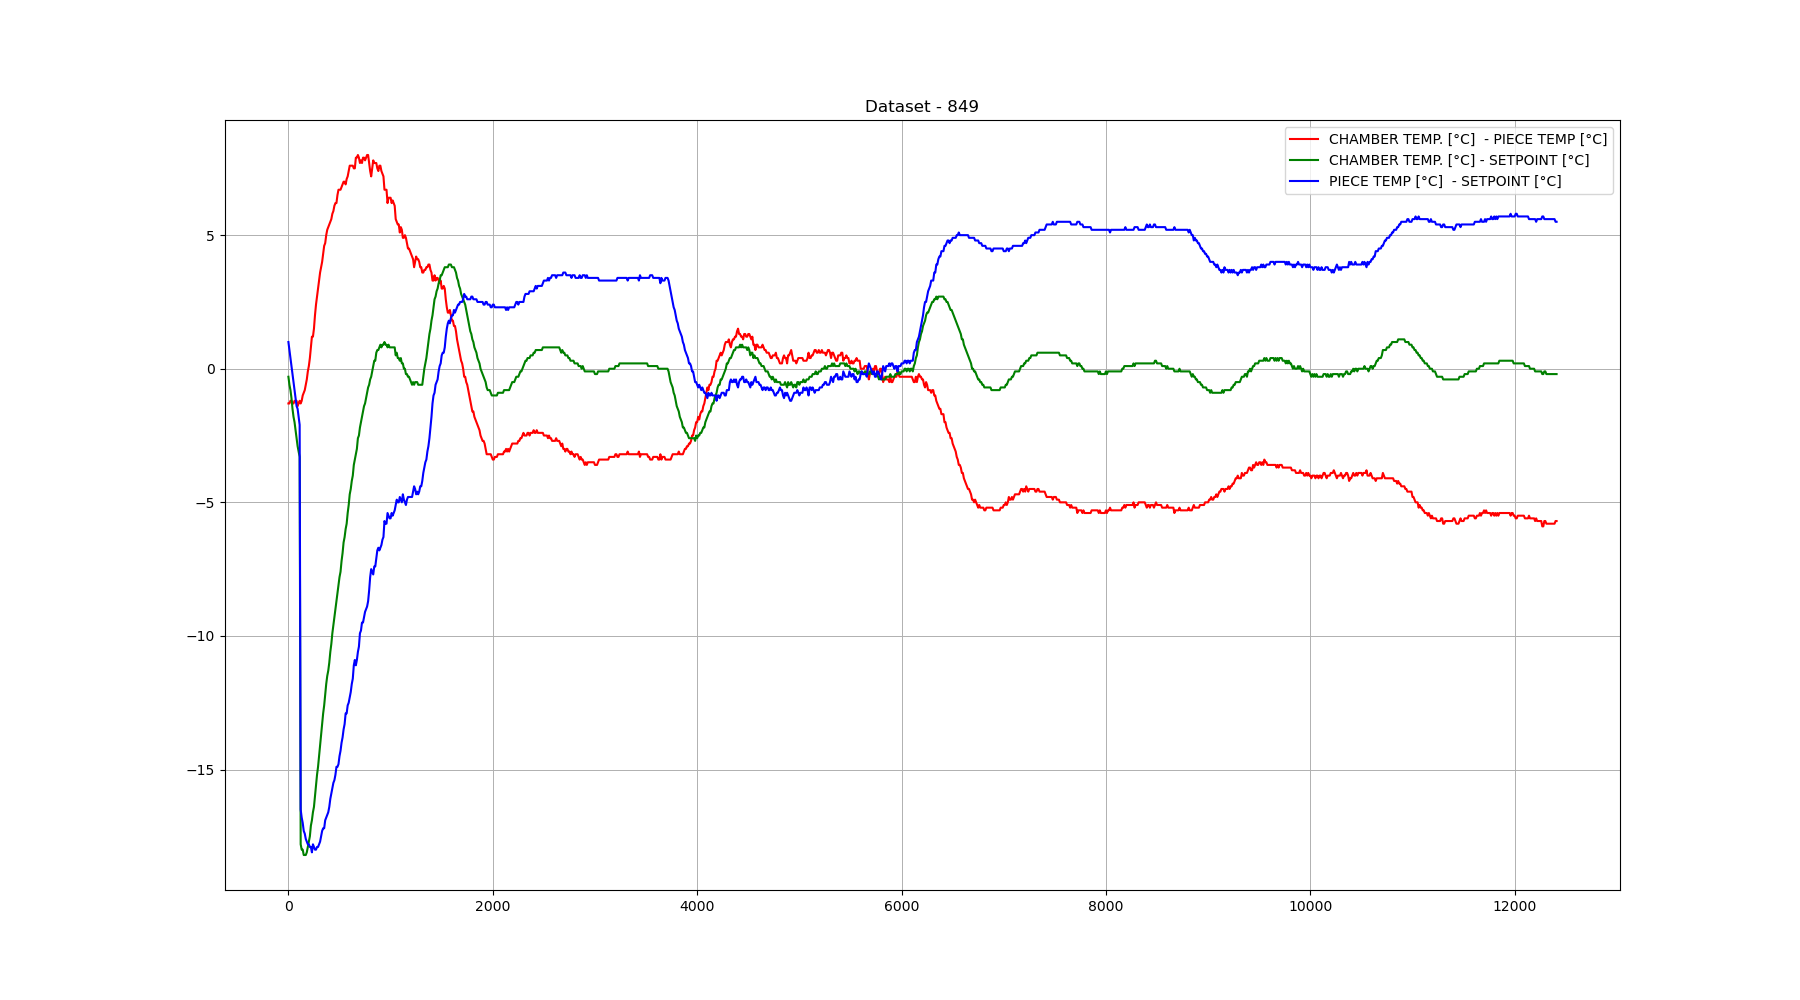 Dataset - 849
CHAMBER TEMP. [°C]  - PIECE TEMP [°C]
CHAMBER TEMP. [°C] - SETPOINT [°C]
PIECE TEMP [°C]  - SETPOINT [°C]
5
0
−5
−10
−15
0 2000 4000 6000 8000 10000 12000